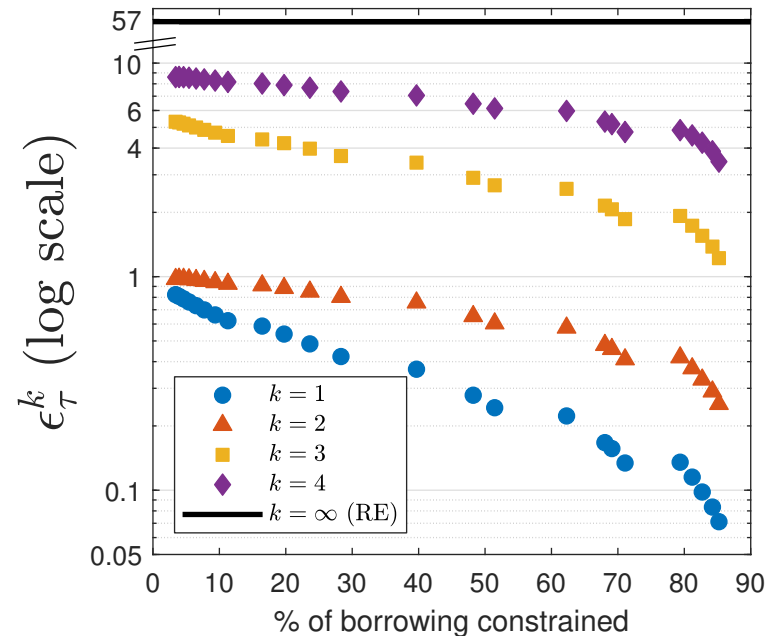 57
10
6
4
1
0.1
0.05
ϵ_τ^k (log scale)
k = 1
k = 2
k = 3
k = 4
k = ∞ (RE)
0 10 20 30 40 50 60 70 80 90
% of borrowing constrained